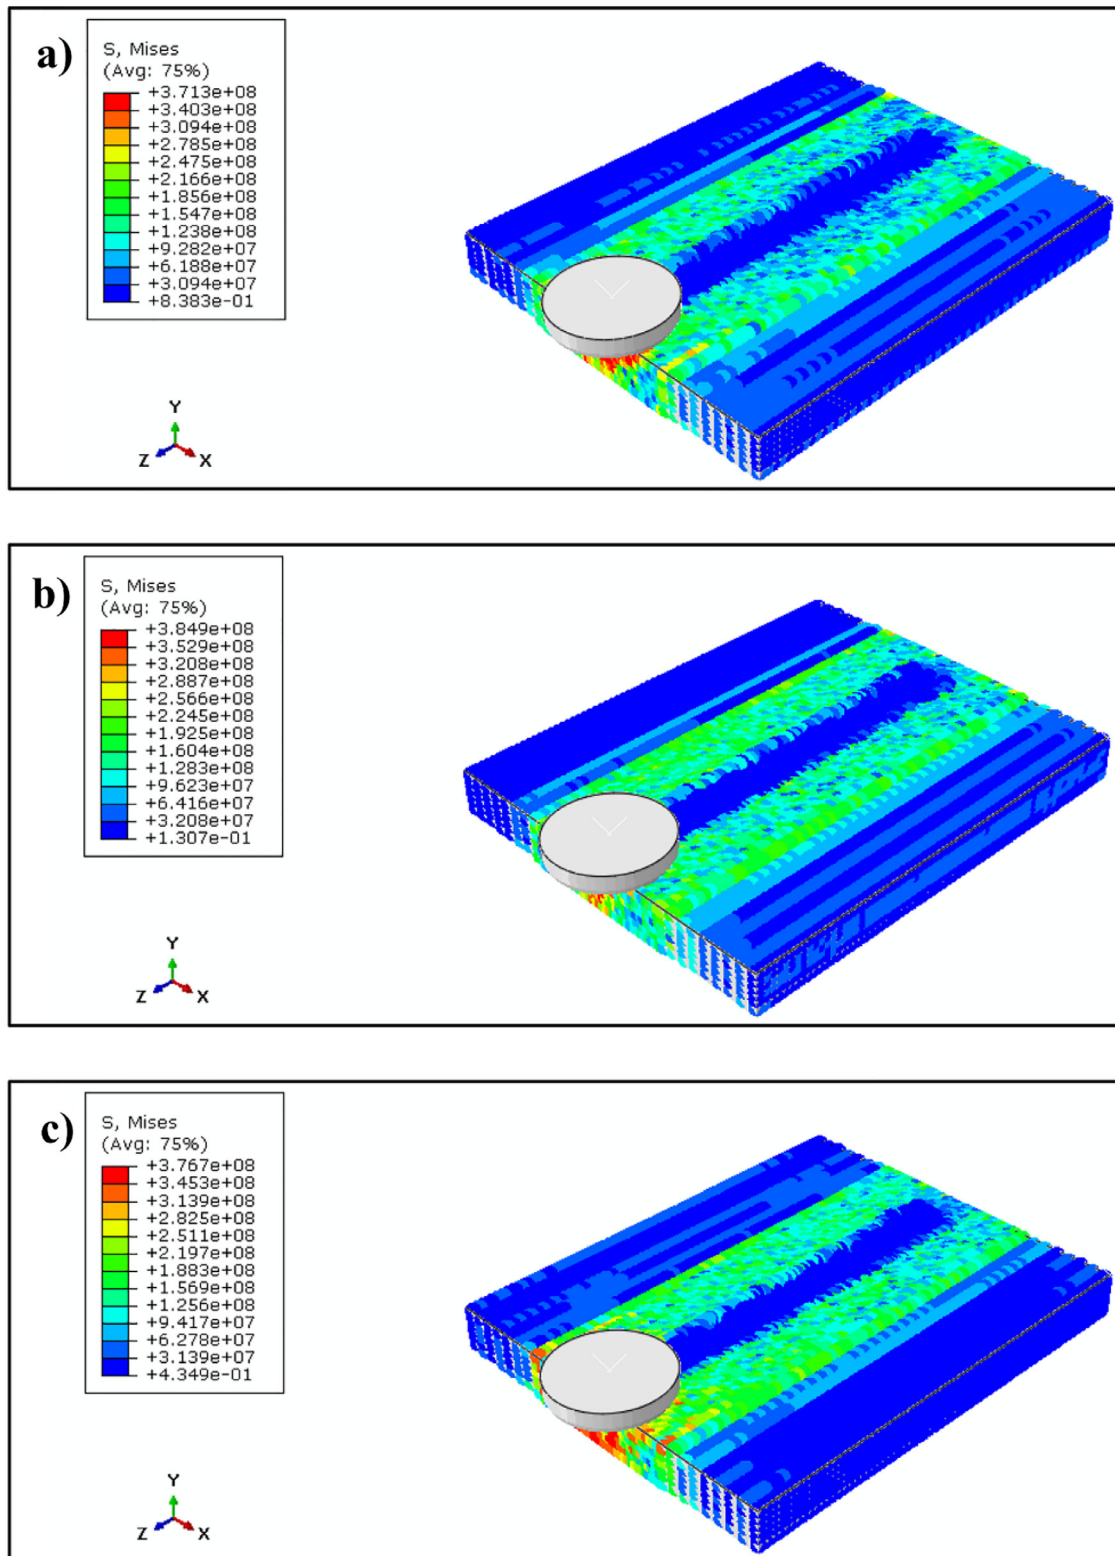 a)
S, Mises
(Avg: 75%)
+3.713e+08
+3.403e+08
+3.094e+08
+2.785e+08
+2.475e+08
+2.166e+08
+1.856e+08
+1.547e+08
+1.238e+08
+9.282e+07
+6.188e+07
+3.094e+07
+8.383e-01
Y
Z
X
b)
S, Mises
(Avg: 75%)
+3.849e+08
+3.529e+08
+3.208e+08
+2.887e+08
+2.566e+08
+2.245e+08
+1.925e+08
+1.604e+08
+1.283e+08
+9.623e+07
+6.416e+07
+3.208e+07
+1.307e-01
Y
Z
X
c)
S, Mises
(Avg: 75%)
+3.767e+08
+3.453e+08
+3.139e+08
+2.825e+08
+2.511e+08
+2.197e+08
+1.883e+08
+1.569e+08
+1.256e+08
+9.417e+07
+6.278e+07
+3.139e+07
+4.349e-01
Y
Z
X